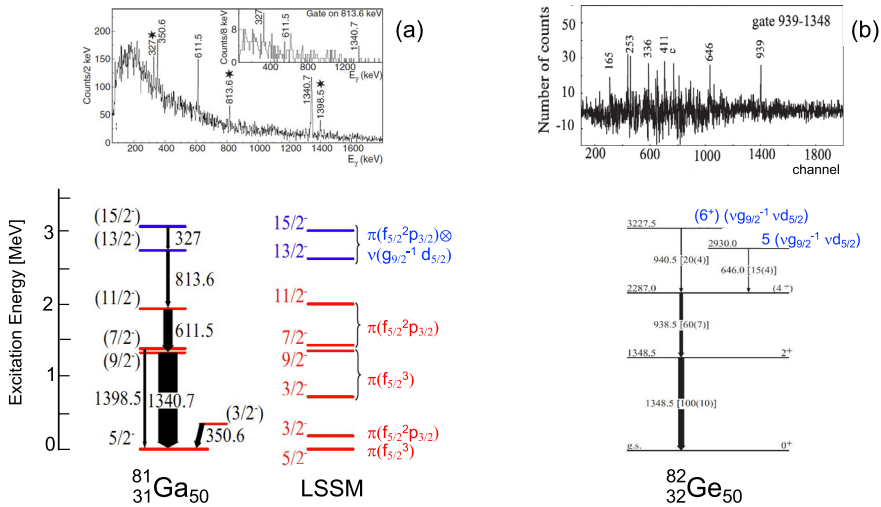 (a)
Gate on 813.6 keV
327
611.5
1340.7
Counts/8 keV
8
4
0
400
800
1200
Eγ (keV)
Counts/2 keV
200
150
100
50
0
327★
350.6
611.5
813.6★
1340.7
1398.5★
0 200 400 600 800 1000 1200 1400 1600
Eγ (keV)
(b)
gate 939-1348
Number of counts
50
30
10
-10
165
253
336
411
c
646
939
100 600 1000 1400 1800
channel
Excitation Energy [MeV]
3
2
1
0
(15/2⁻)
(13/2⁻)
327
813.6
(11/2⁻)
611.5
(7/2⁻)
(9/2⁻)
1398.5
1340.7
(3/2⁻)
350.6
5/2⁻
⁸¹₃₁Ga₅₀
15/2⁻
13/2⁻
π(f₅/₂²p₃/₂)⊗
ν(g₉/₂⁻¹ d₅/₂)
11/2⁻
7/2⁻
π(f₅/₂²p₃/₂)
9/2⁻
3/2⁻
π(f₅/₂³)
3/2⁻
π(f₅/₂²p₃/₂)
5/2⁻
π(f₅/₂³)
LSSM
3227.5
(6⁺) (νg₉/₂⁻¹ νd₅/₂)
2930.0
5 (νg₉/₂⁻¹ νd₅/₂)
940.5 [20(4)]
646.0 [15(4)]
2287.0
(4⁺)
938.5 [60(7)]
1348.5
2⁺
1348.5 [100(10)]
g.s.
0⁺
⁸²₃₂Ge₅₀